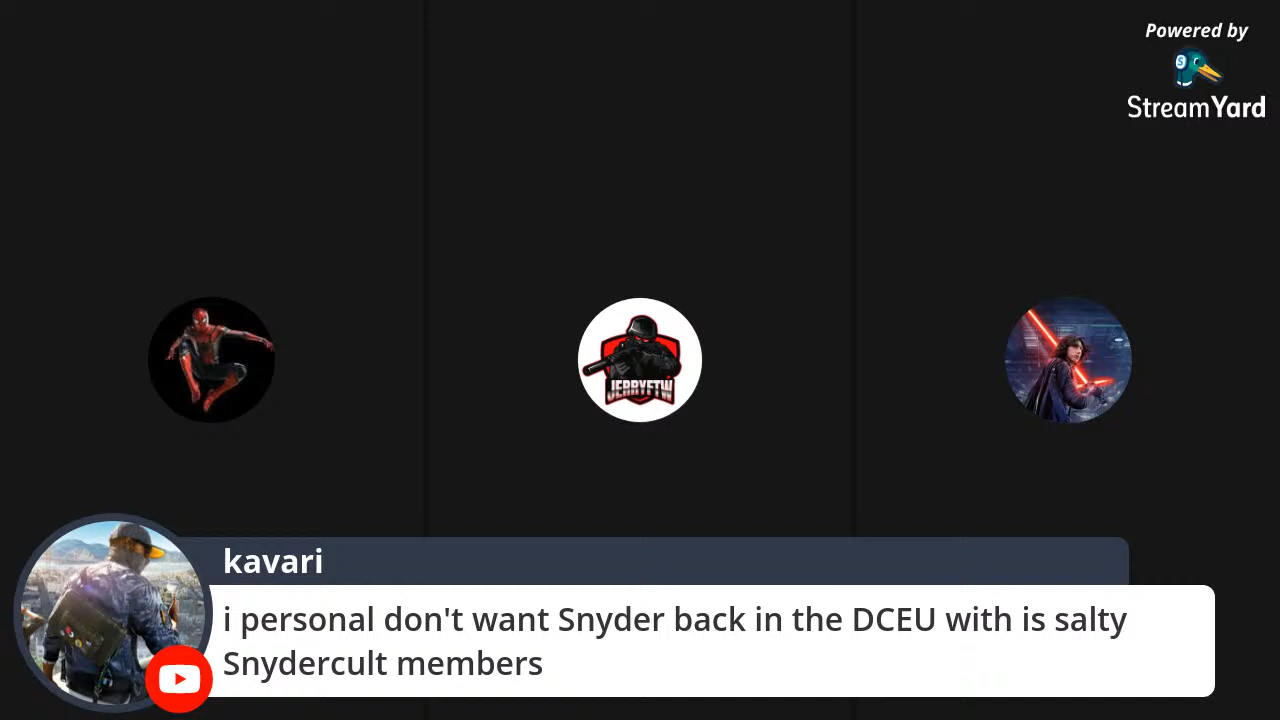 Powered by
StreamYard
JERRYFTW
kavari
i personal don't want Snyder back in the DCEU with is salty
Snydercult members